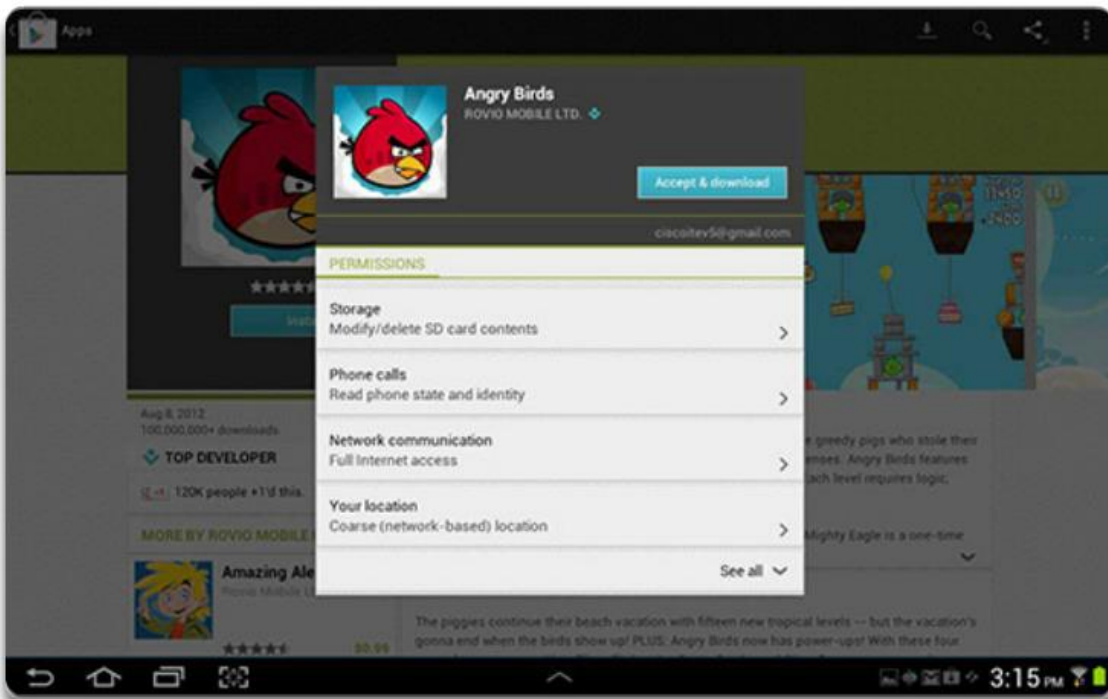 Apps
Angry Birds
ROVIO MOBILE LTD.
Accept & download
ciscoitev5@gmail.com
PERMISSIONS
Storage
Modify/delete SD card contents
Phone calls
Read phone state and identity
Network communication
Full Internet access
Your location
Coarse (network-based) location
See all
Aug 8, 2012
100,000,000+ downloads
TOP DEVELOPER
120K people +1'd this.
MORE BY ROVIO MOBILE
Amazing Ale
Rovio Mobile
$0.99
greedy pigs who stole their
Angry Birds features
ach level requires logic,
Mighty Eagle is a one-time
The piggies continue their beach vacation with fifteen new tropical levels -- but the vacation's
gonna end when the birds show up! PLUS: Angry Birds now has power-ups! With these four
3:15 PM